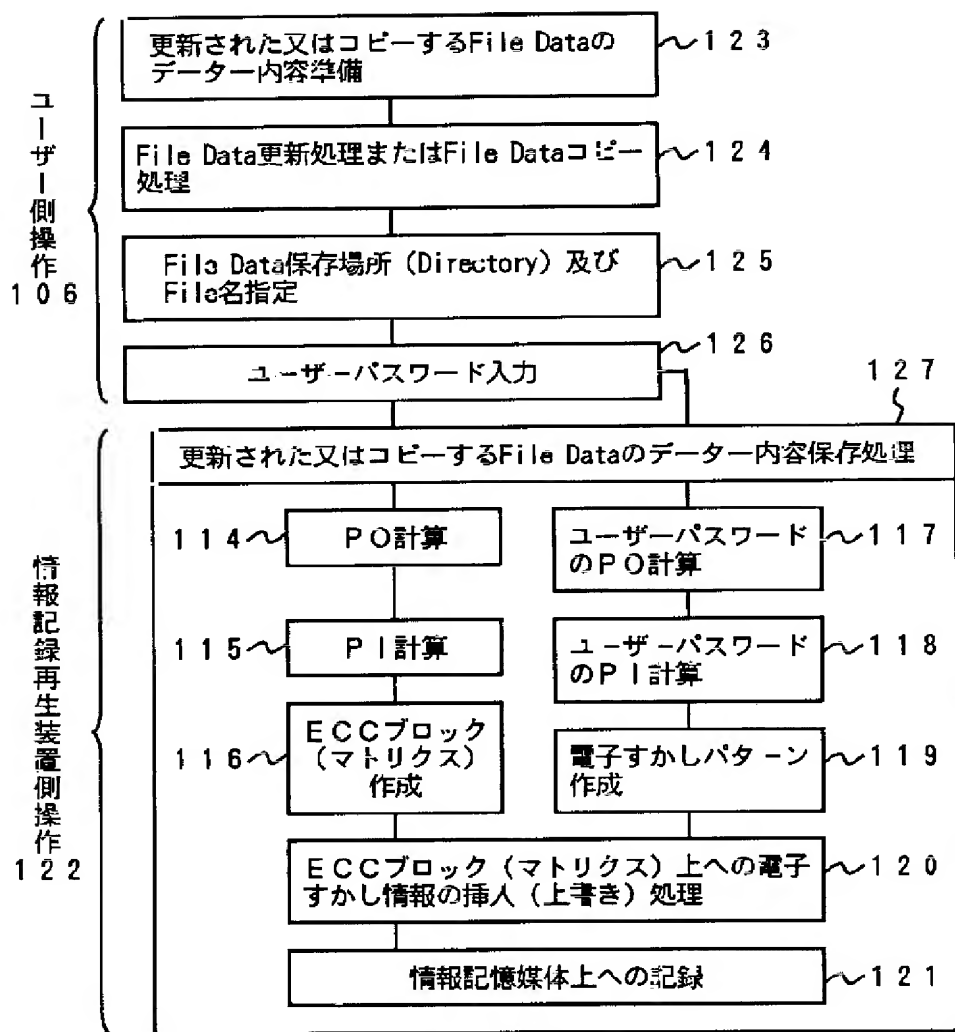 更新された又はコピーするFile Dataの
データー内容準備
123
File Data更新処理またはFile Dataコピー
処理
124
File Data保存場所（Directory）及び
File名指定
125
ユーザーパスワード入力
126
ユーザー側操作
106
127
更新された又はコピーするFile Dataのデーター内容保存処理
114
PO計算
ユーザーパスワード
のPO計算
117
115
PI計算
ユーザーパスワード
のPI計算
118
116
ECCブロック
（マトリクス）
作成
電子すかしパターン
作成
119
ECCブロック（マトリクス）上への電子
すかし情報の挿入（上書き）処理
120
情報記憶媒体上への記録
121
情報記録再生装置側操作
122